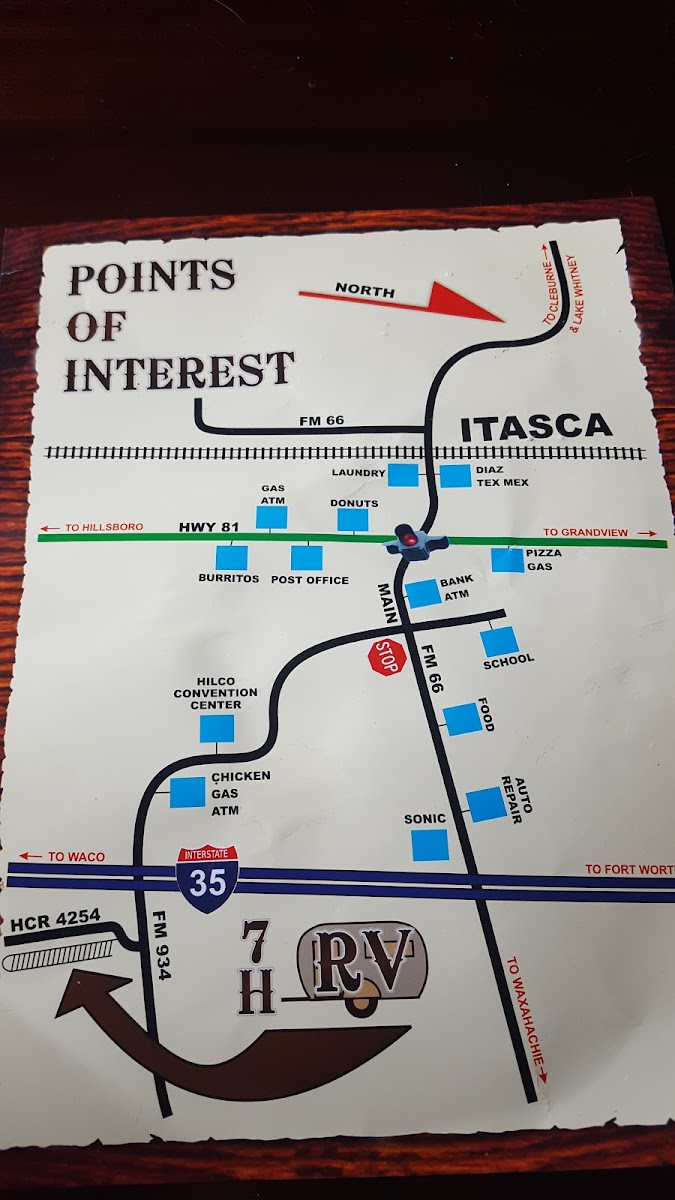 POINTS
OF
INTEREST
NORTH
TO CLEBURNE
& LAKE WHITNEY
FM 66
ITASCA
LAUNDRY
DIAZ
TEX MEX
GAS
ATM
DONUTS
TO HILLSBORO
HWY 81
TO GRANDVIEW
BURRITOS
POST OFFICE
PIZZA
GAS
BANK
ATM
MAIN
STOP
FM 66
SCHOOL
HILCO
CONVENTION
CENTER
FOOD
CHICKEN
GAS
ATM
AUTO
REPAIR
SONIC
TO WACO
INTERSTATE
35
TO FORT WORT
HCR 4254
FM 934
7
H
RV
TO WAXAHACHIE